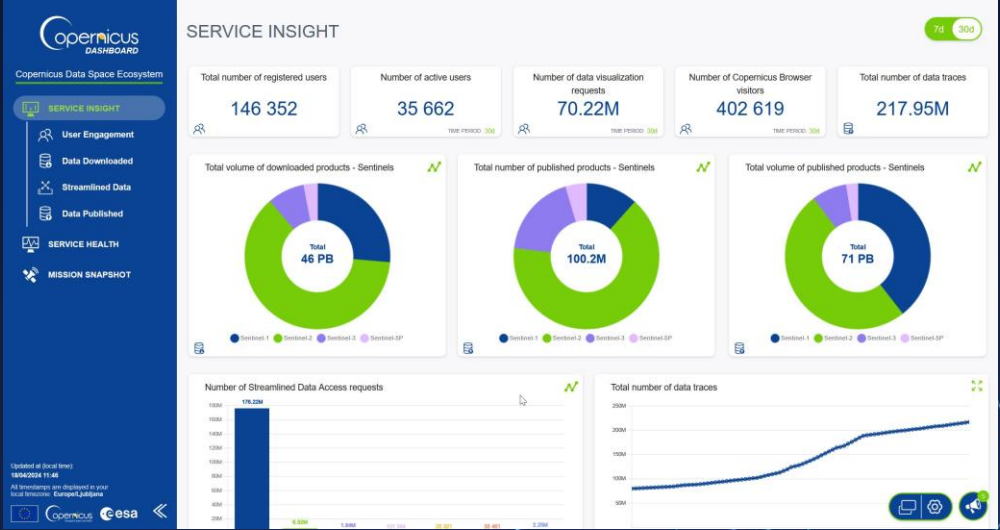 Copernicus
DASHBOARD
Copernicus Data Space Ecosystem
SERVICE INSIGHT
User Engagement
Data Downloaded
Streamlined Data
Data Published
SERVICE HEALTH
MISSION SNAPSHOT
Updated at (local time):
18/04/2024 11:46
All timestamps are displayed in your
local timezone: Europe/Ljubljana
Copernicus
esa
SERVICE INSIGHT
7d 30d
Total number of registered users
146 352
Number of active users
35 662
TIME PERIOD: 30d
Number of data visualization
requests
70.22M
TIME PERIOD: 30d
Number of Copernicus Browser
visitors
402 619
TIME PERIOD: 30d
Total number of data traces
217.95M
Total volume of downloaded products - Sentinels
Total
46 PB
Sentinel-1 Sentinel-2 Sentinel-3 Sentinel-5P
Total number of published products - Sentinels
Total
100.2M
Sentinel-1 Sentinel-2 Sentinel-3 Sentinel-5P
Total volume of published products - Sentinels
Total
71 PB
Sentinel-1 Sentinel-2 Sentinel-3 Sentinel-5P
Number of Streamlined Data Access requests
176.22M
180M
160M
140M
120M
100M
80M
60M
40M
20M
Total number of data traces
250M
200M
150M
100M
50M